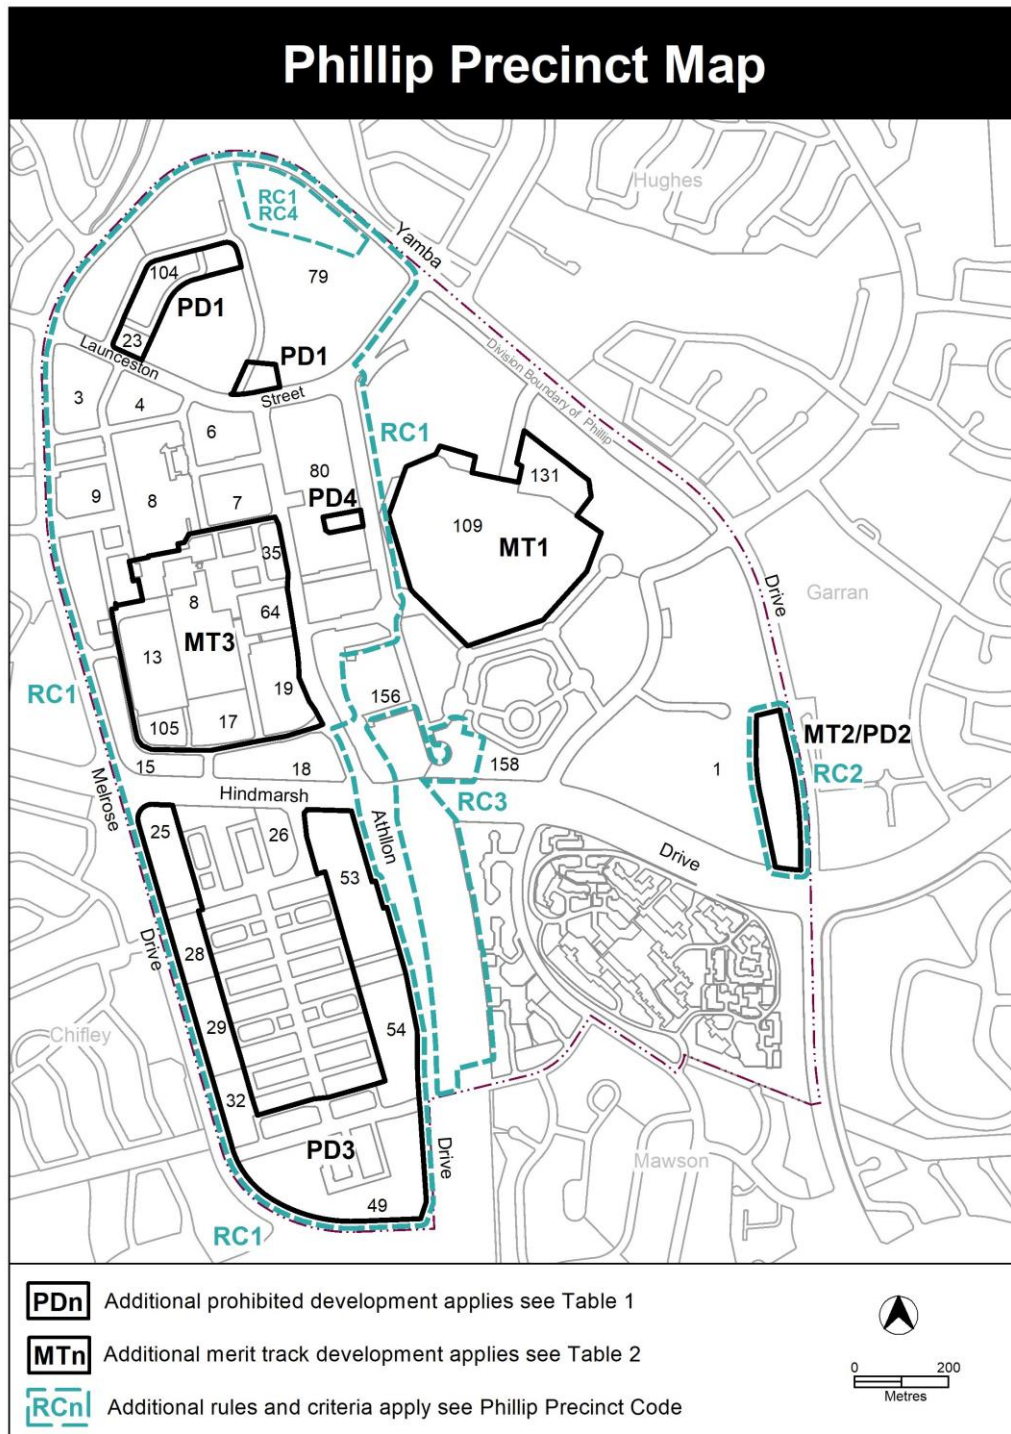 Phillip Precinct Map
Hughes
RC1
RC4
Yamba
104
79
PD1
23
Launceston
PD1
Street
Division Boundary of Phillip
3
4
6
RC1
80
131
9
8
7
PD4
109
MT1
35
Drive
Garran
8
64
MT3
13
RC1
19
156
105
17
MT2/PD2
15
18
158
1
RC2
Melrose
Hindmarsh
RC3
25
26
Athllon
Drive
53
Drive
28
Chifley
29
54
32
PD3
Drive
Mawson
49
RC1
PDn Additional prohibited development applies see Table 1
MTn Additional merit track development applies see Table 2
RCn Additional rules and criteria apply see Phillip Precinct Code
0 200
Metres